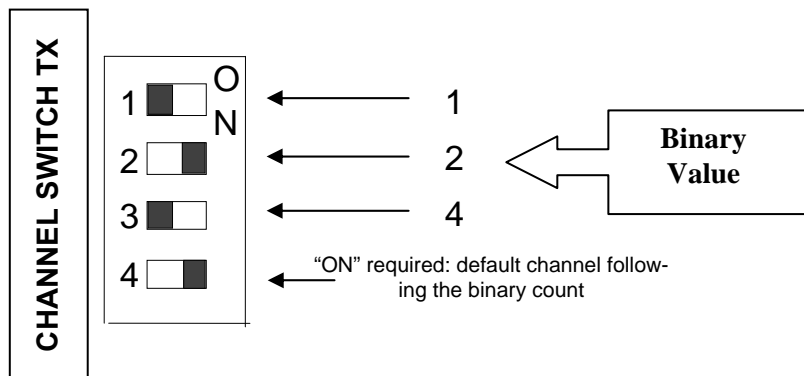 CHANNEL SWITCH TX
O
N
1
2
3
4
1
2
4
"ON" required: default channel follow-
ing the binary count
Binary
Value